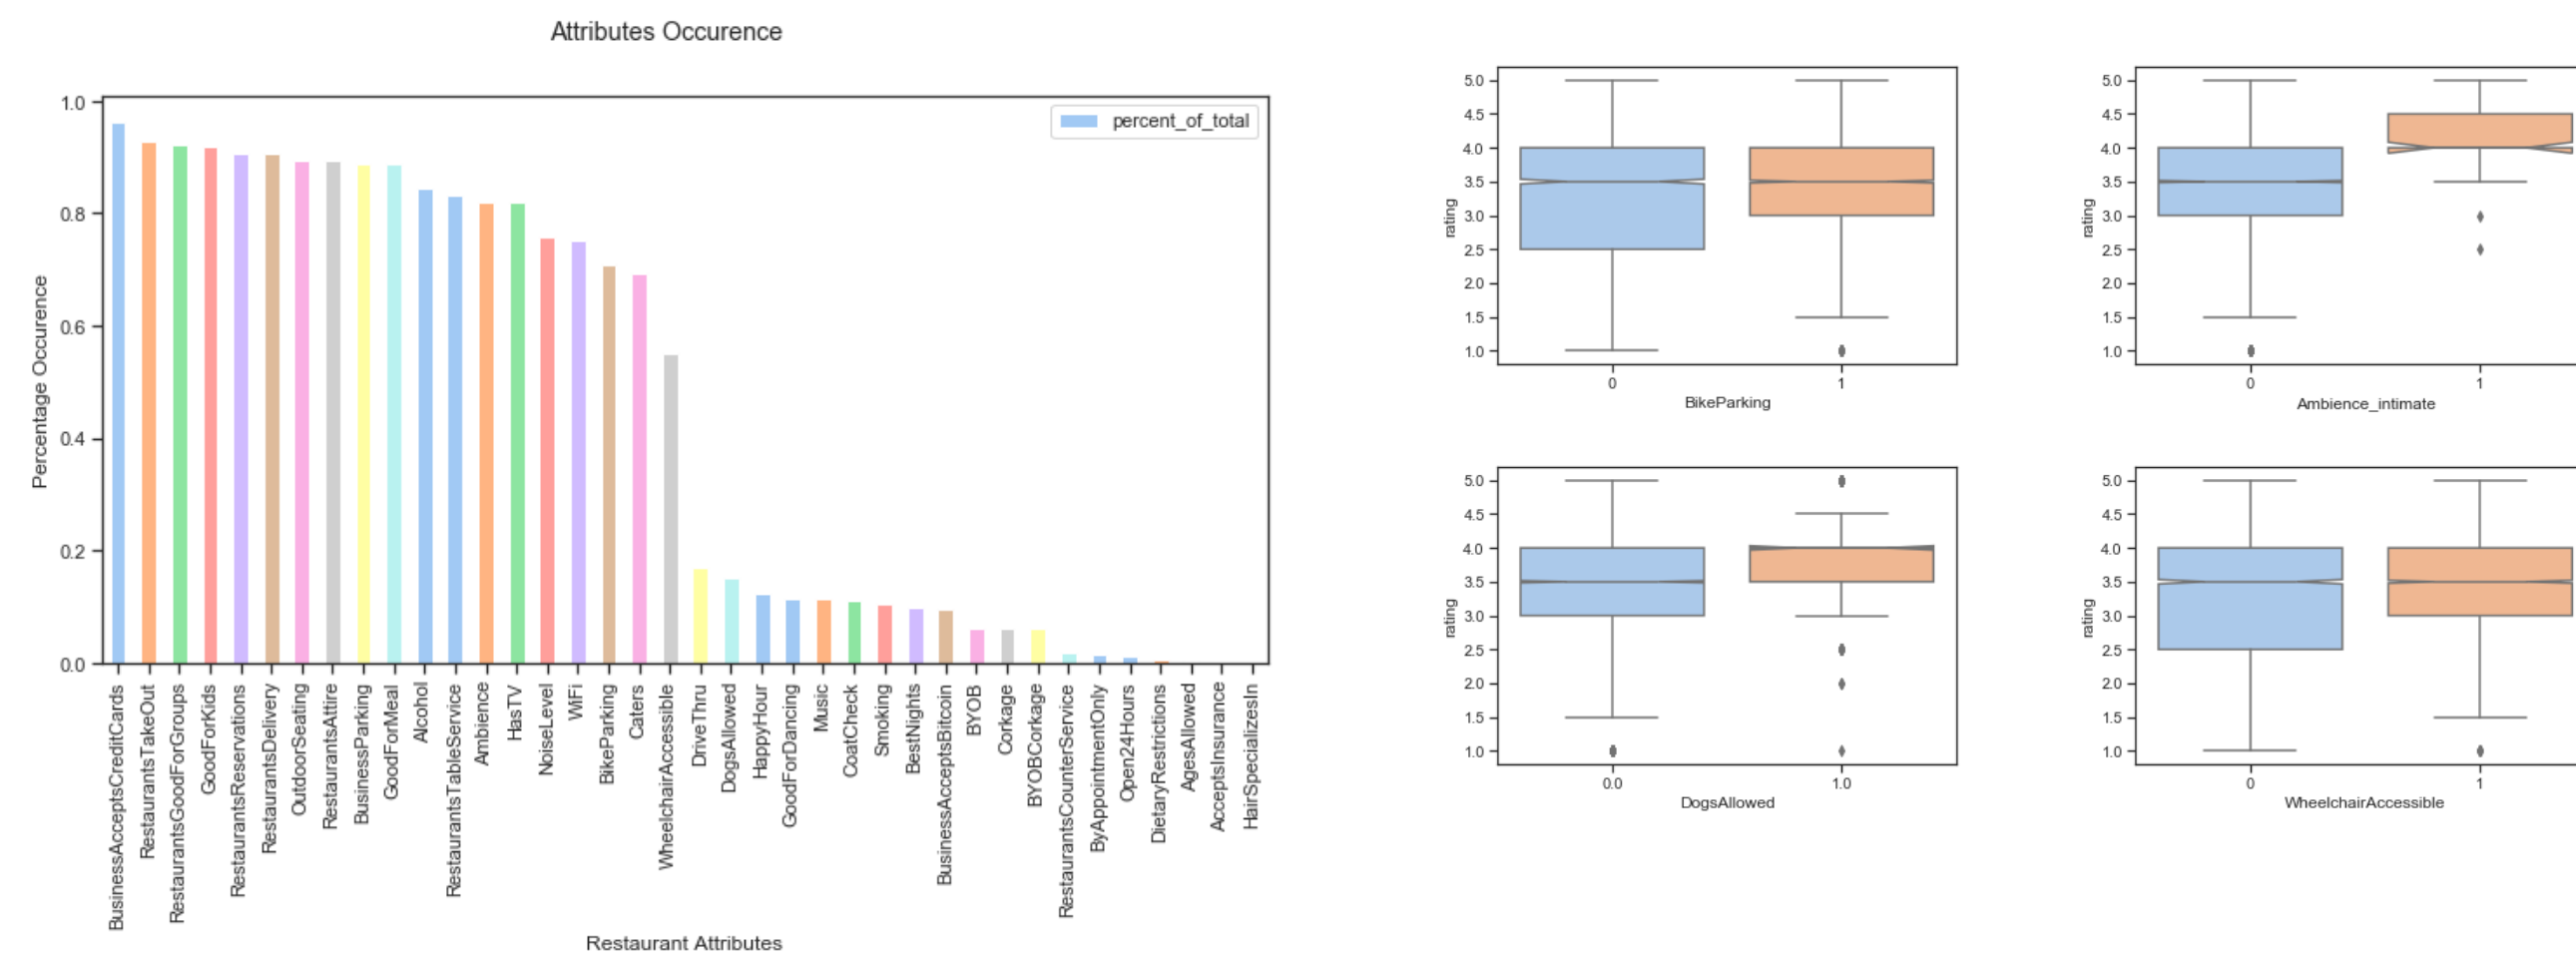 Attributes Occurence
percent_of_total
Percentage Occurence
1.0
0.8
0.6
0.4
0.2
0.0
BusinessAcceptsCreditCards
RestaurantsTakeOut
RestaurantsGoodForGroups
GoodForKids
RestaurantsReservations
RestaurantsDelivery
OutdoorSeating
RestaurantsAttire
BusinessParking
GoodForMeal
Alcohol
RestaurantsTableService
Ambience
HasTV
NoiseLevel
WiFi
BikeParking
Caters
WheelchairAccessible
DriveThru
DogsAllowed
HappyHour
GoodForDancing
Music
CoatCheck
Smoking
BestNights
BusinessAcceptsBitcoin
BYOB
Corkage
BYOBCorkage
RestaurantsCounterService
ByAppointmentOnly
Open24Hours
DietaryRestrictions
AgesAllowed
AcceptsInsurance
HairSpecializesIn
Restaurant Attributes
rating
5.0
4.5
4.0
3.5
3.0
2.5
2.0
1.5
1.0
0 1
BikeParking
rating
5.0
4.5
4.0
3.5
3.0
2.5
2.0
1.5
1.0
0 1
Ambience_intimate
rating
5.0
4.5
4.0
3.5
3.0
2.5
2.0
1.5
1.0
0.0 1.0
DogsAllowed
rating
5.0
4.5
4.0
3.5
3.0
2.5
2.0
1.5
1.0
0 1
WheelchairAccessible